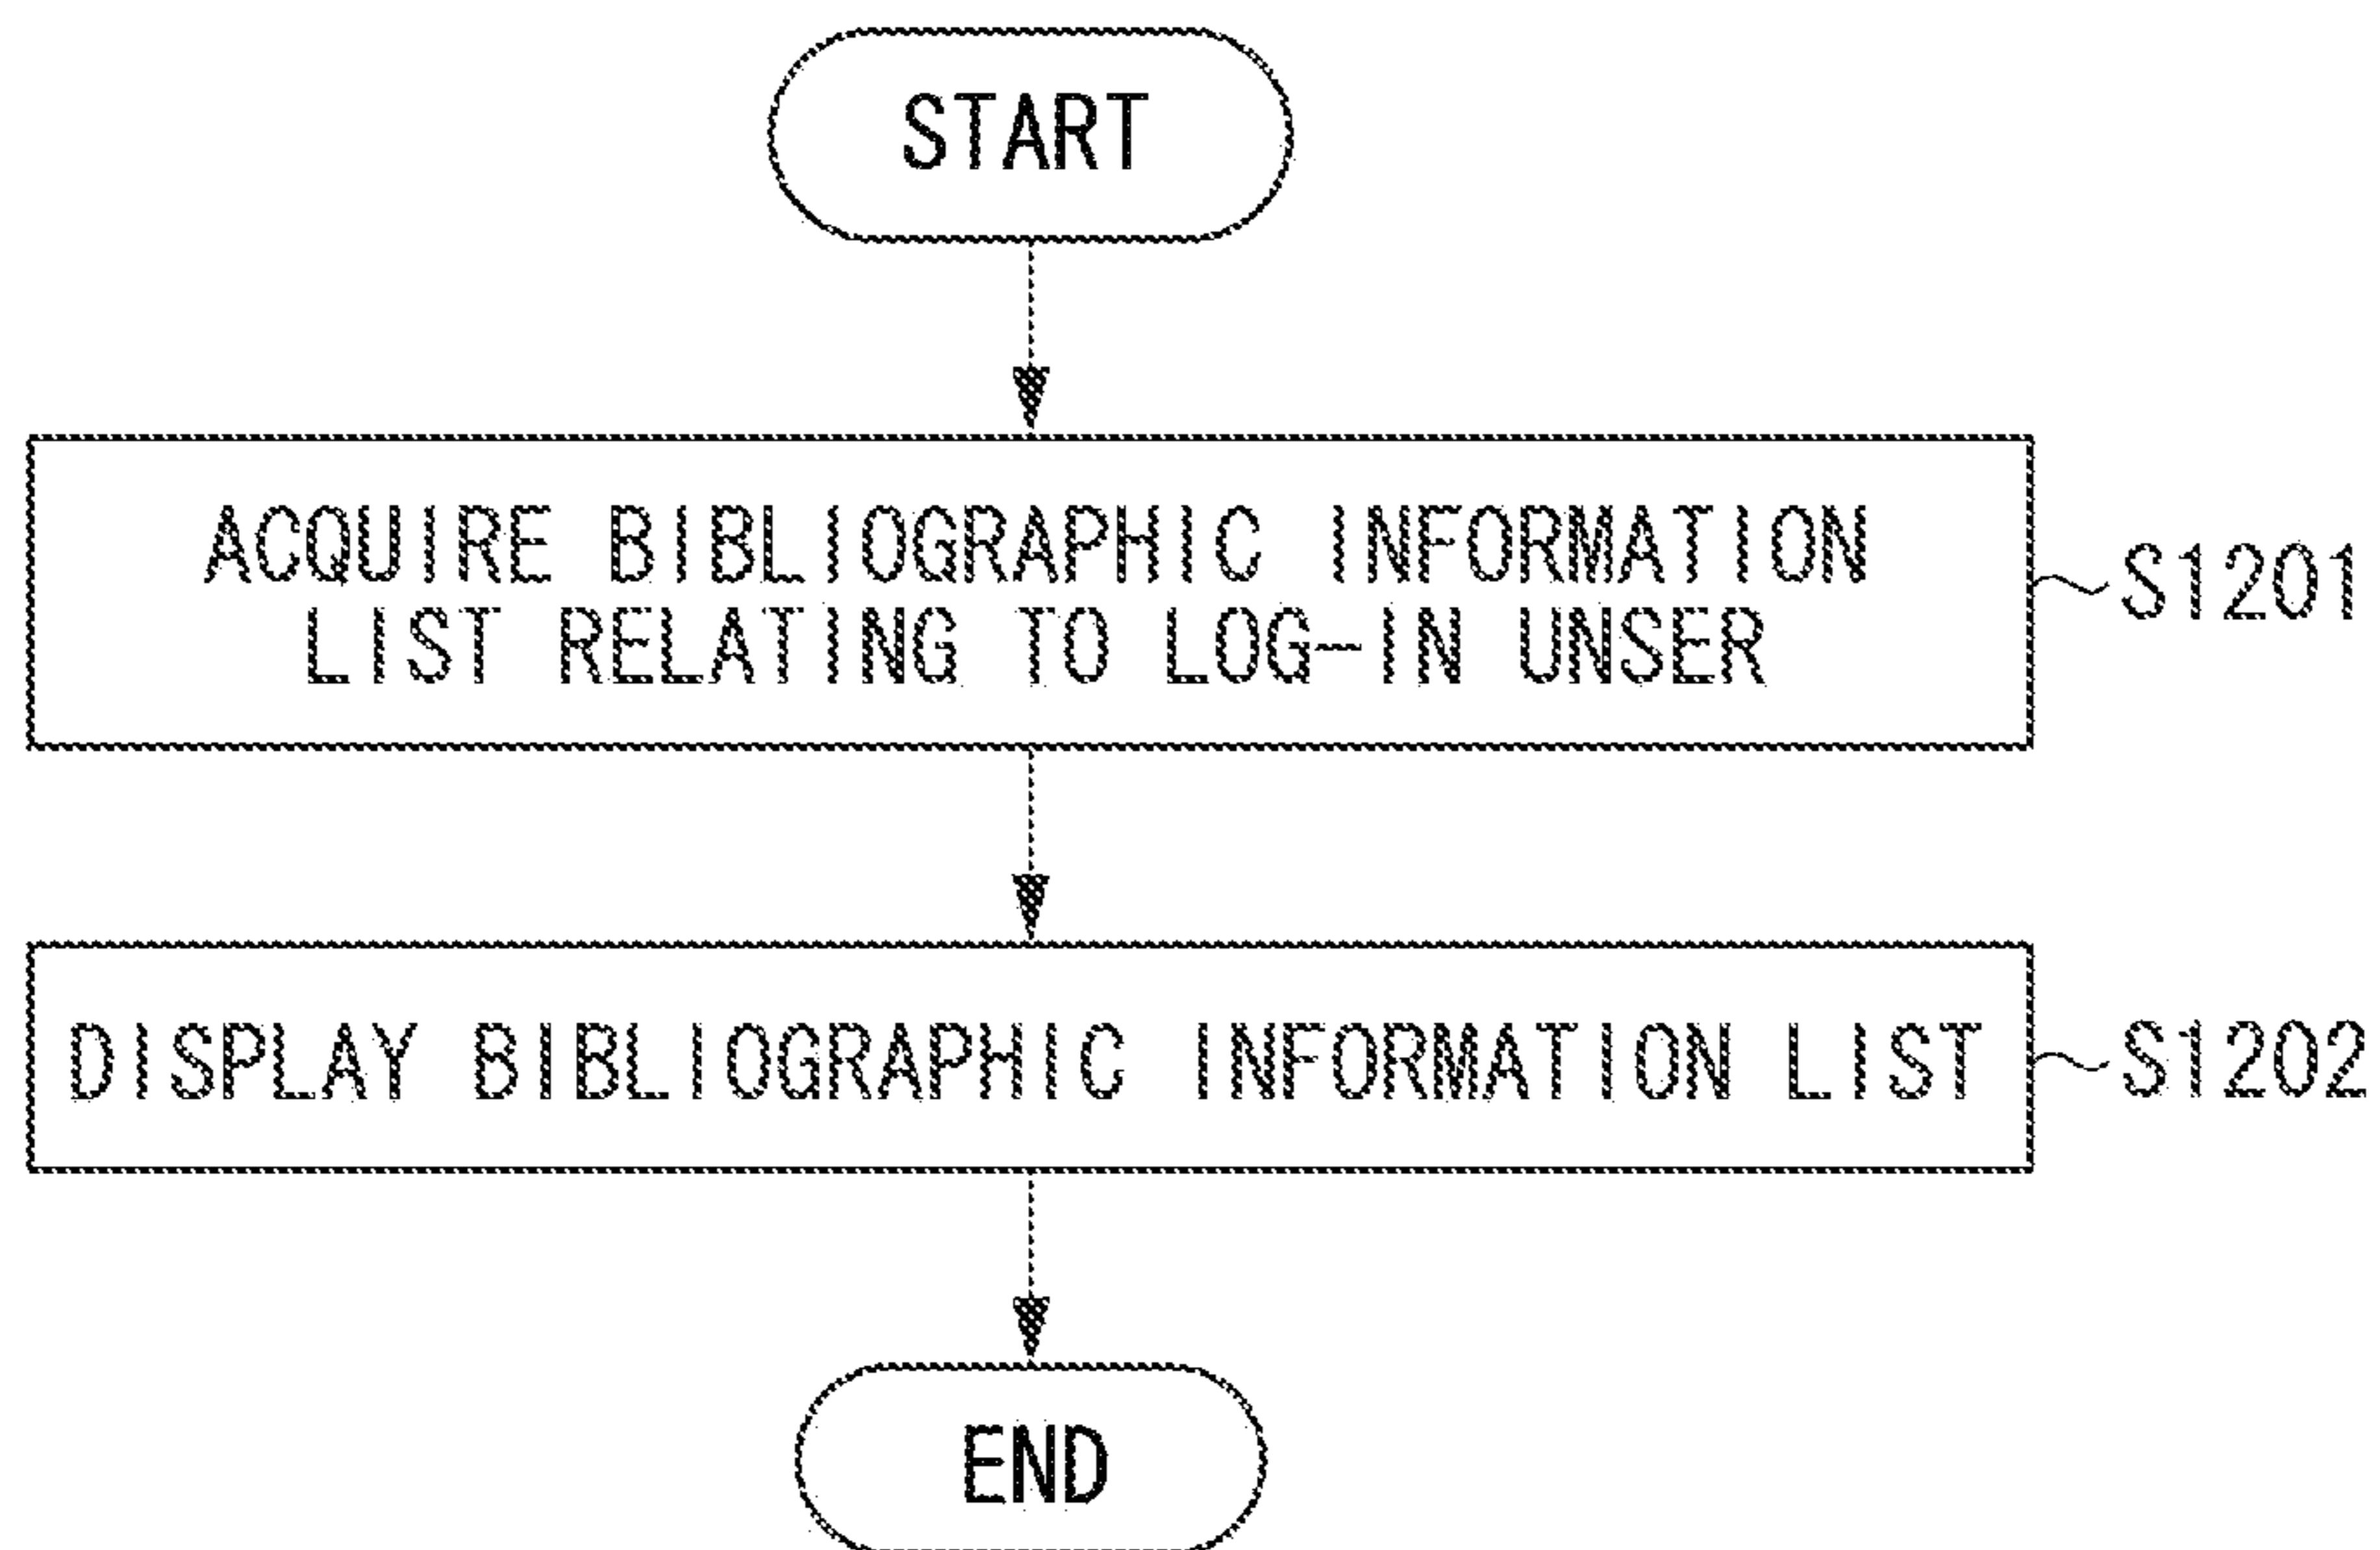 START
ACQUIRE BIBLIOGRAPHIC INFORMATION
LIST RELATING TO LOG-IN UNSER
S1201
DISPLAY BIBLIOGRAPHIC INFORMATION LIST
S1202
END